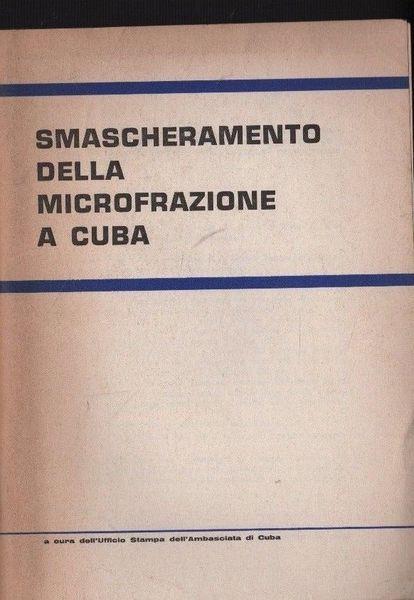 SMASCHERAMENTO
DELLA
MICROFRAZIONE
A CUBA
a cura dell'Ufficio Stampa dell'Ambasciata di Cuba